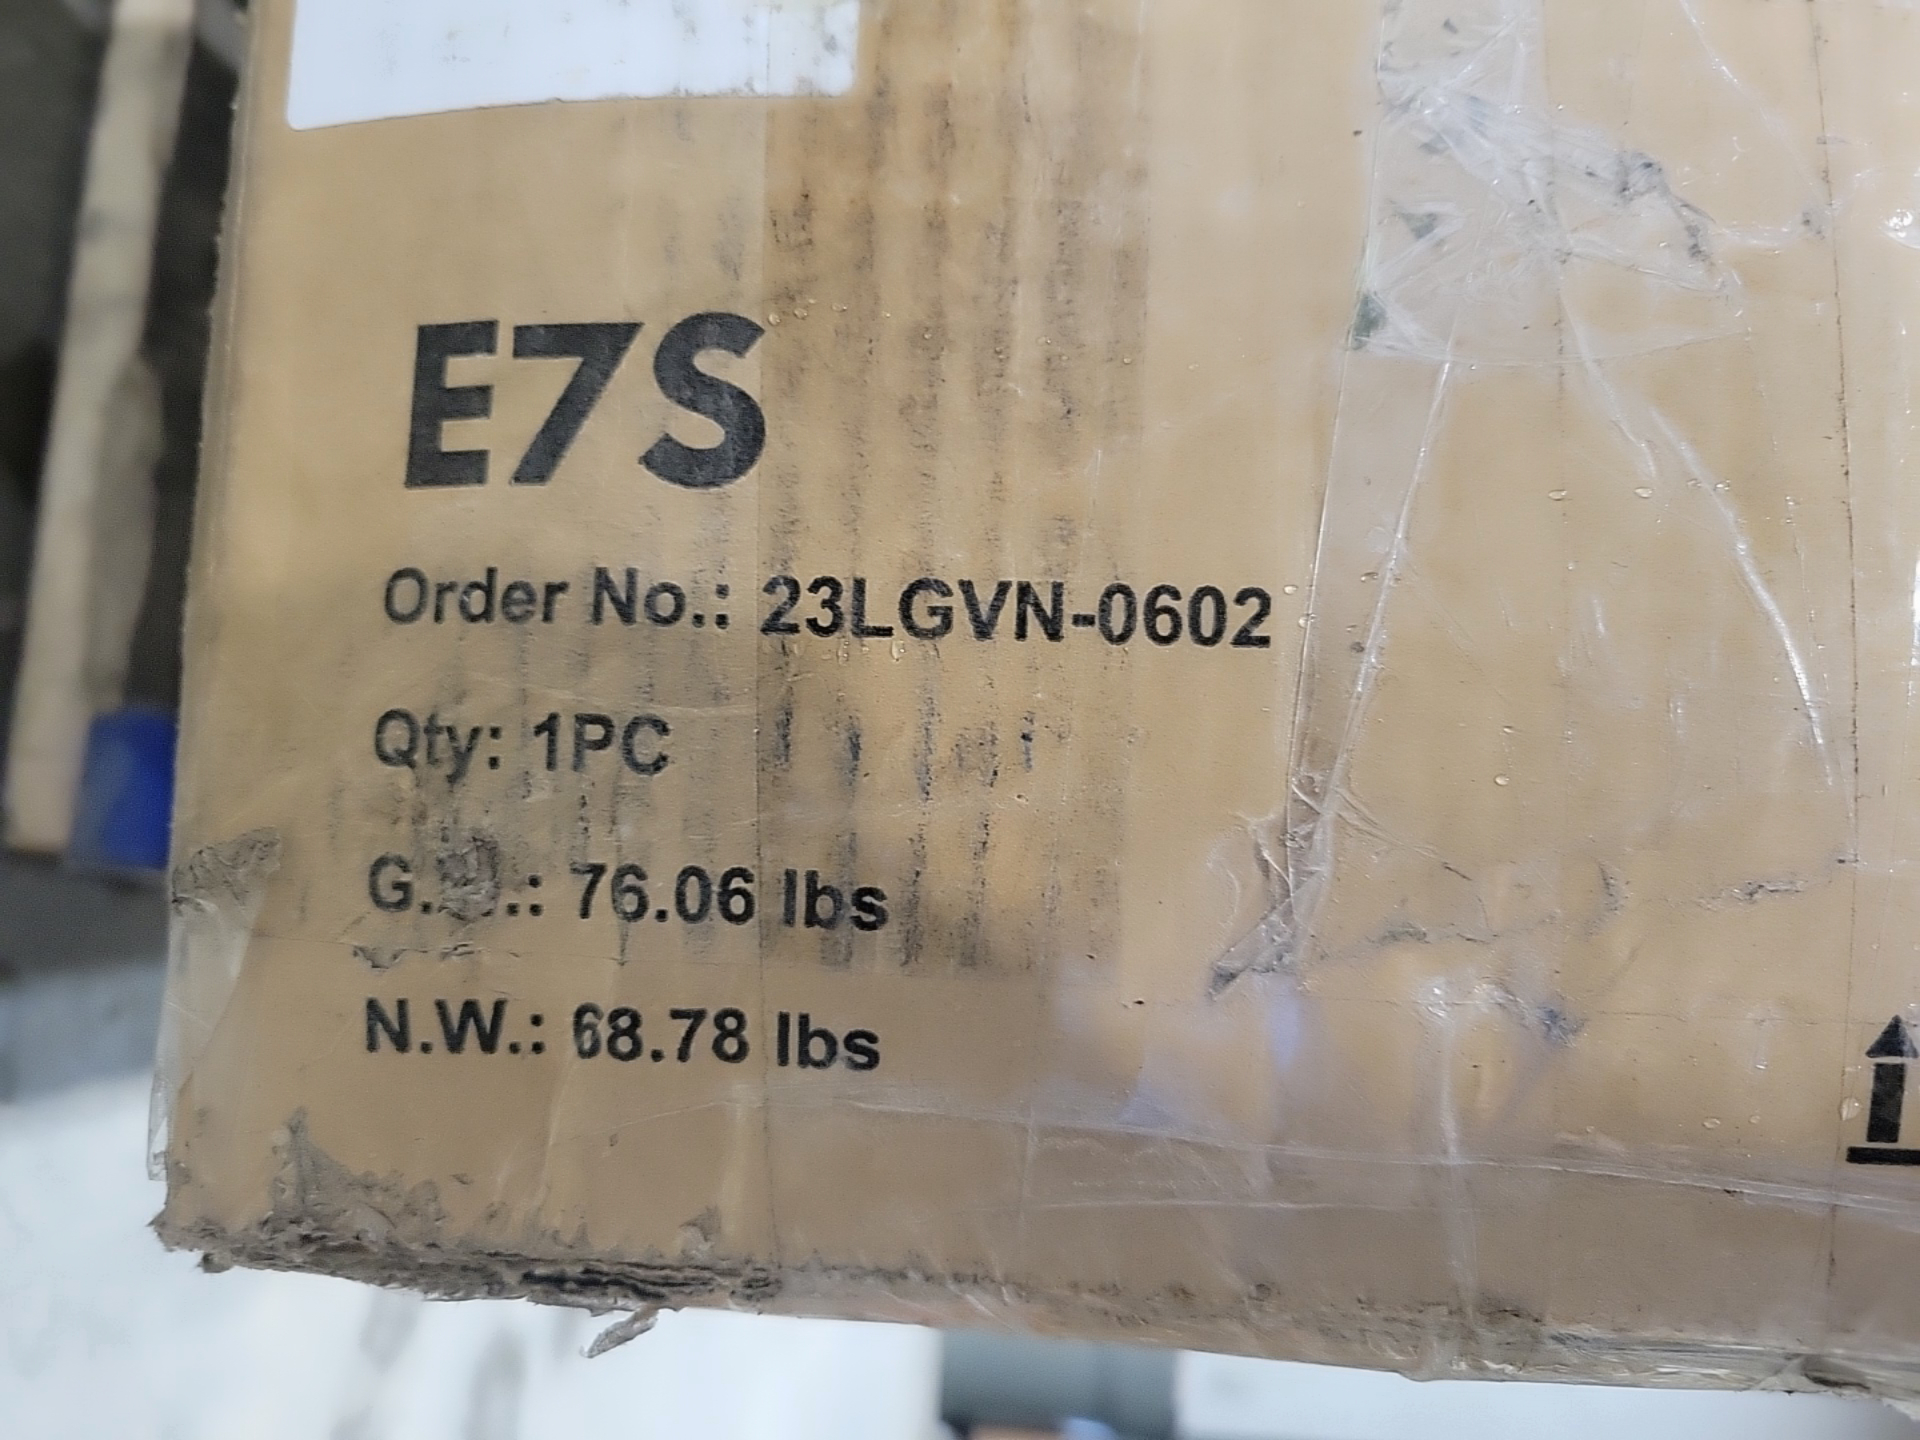 E7S
Order No.: 23LGVN-0602
Qty: 1PC
76.06 lbs
N.W.: 68.78 lbs